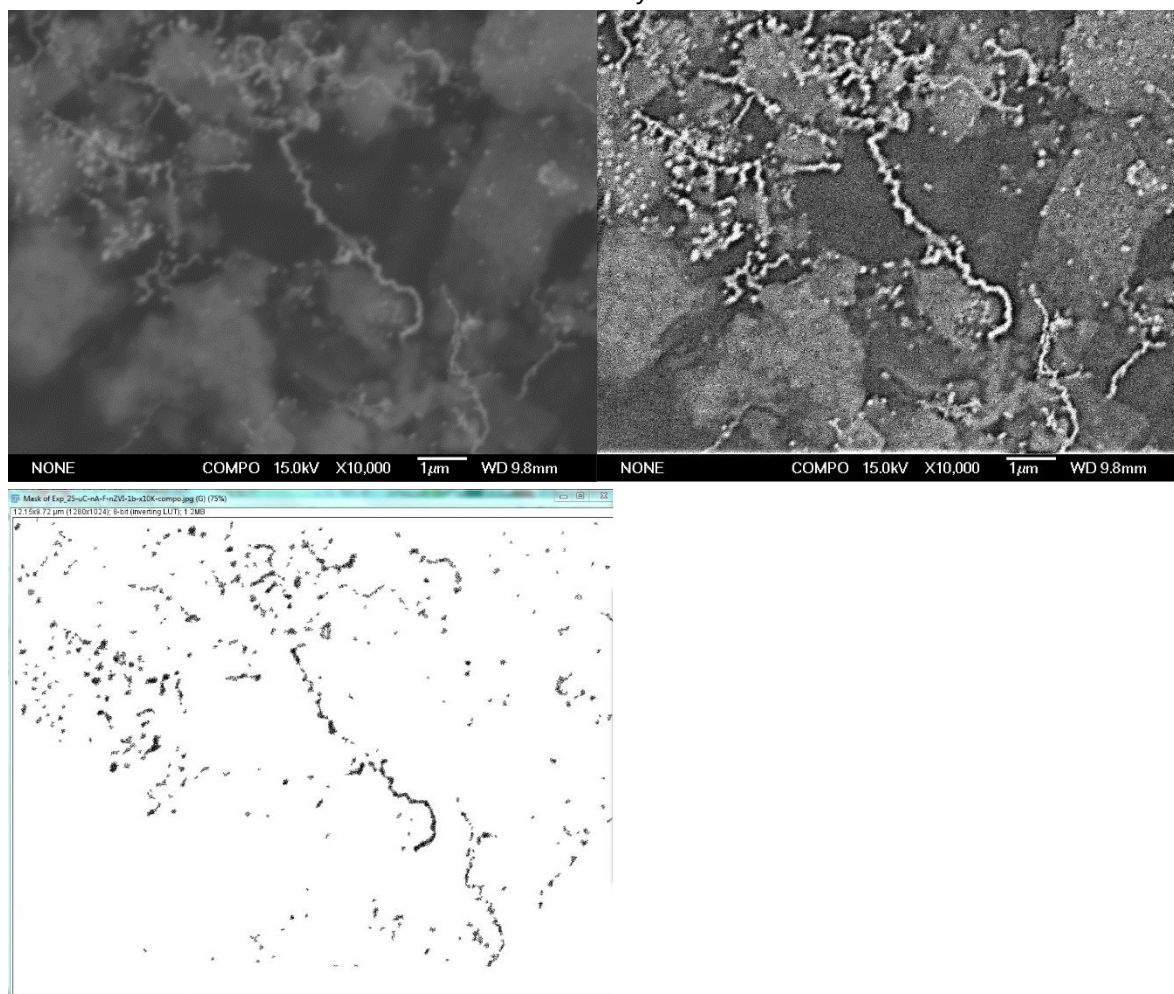 NONE COMPO 15.0kV X10,000 1µm WD 9.8mm
NONE COMPO 15.0kV X10,000 1µm WD 9.8mm
Mask of Exp_25-uC-nA-F-nZVI-1b-x10K-compo.jpg (G) (75%)
12.15x9.72 µm (1280x1024); 8-bit (inverting LUT); 1.2MB